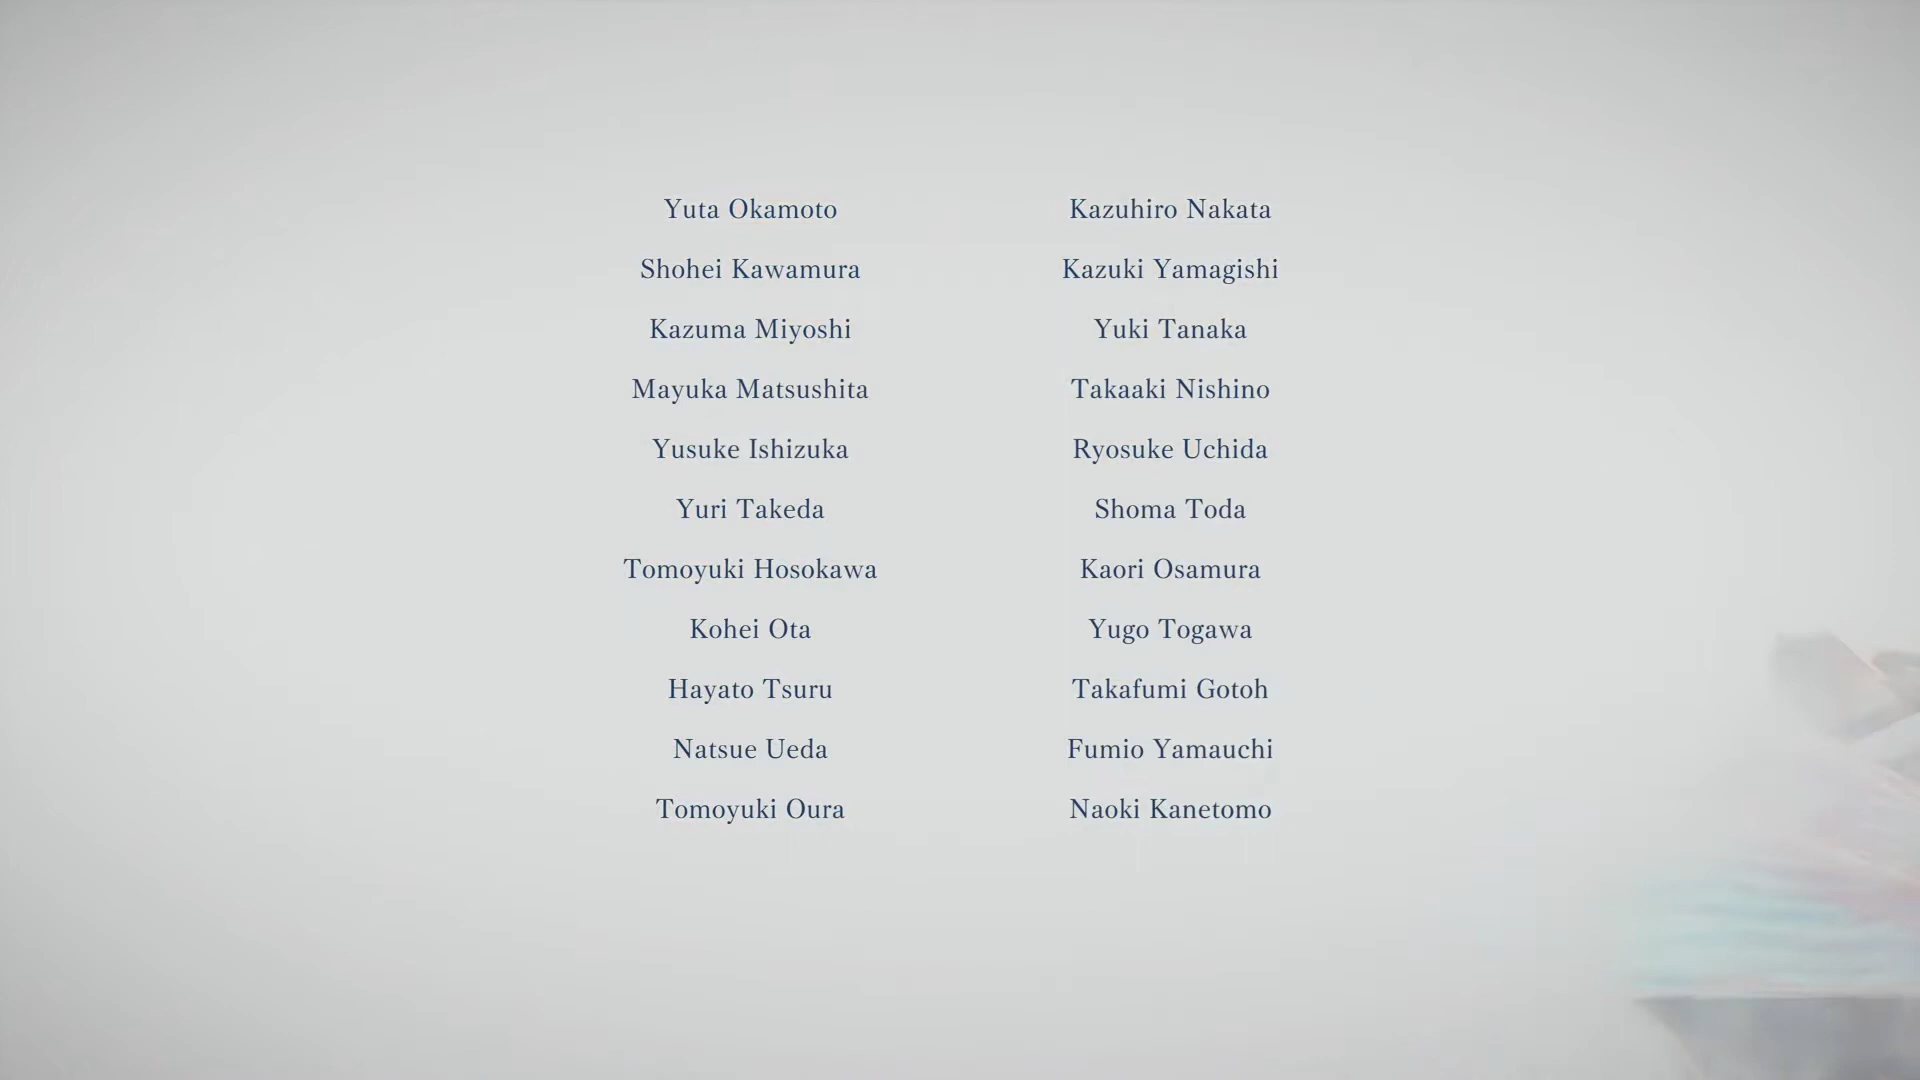 Yuta Okamoto
Shohei Kawamura
Kazuma Miyoshi
Mayuka Matsushita
Yusuke Ishizuka
Yuri Takeda
Tomoyuki Hosokawa
Kohei Ota
Hayato Tsuru
Natsue Ueda
Tomoyuki Oura
Kazuhiro Nakata
Kazuki Yamagishi
Yuki Tanaka
Takaaki Nishino
Ryosuke Uchida
Shoma Toda
Kaori Osamura
Yugo Togawa
Takafumi Gotoh
Fumio Yamauchi
Naoki Kanetomo